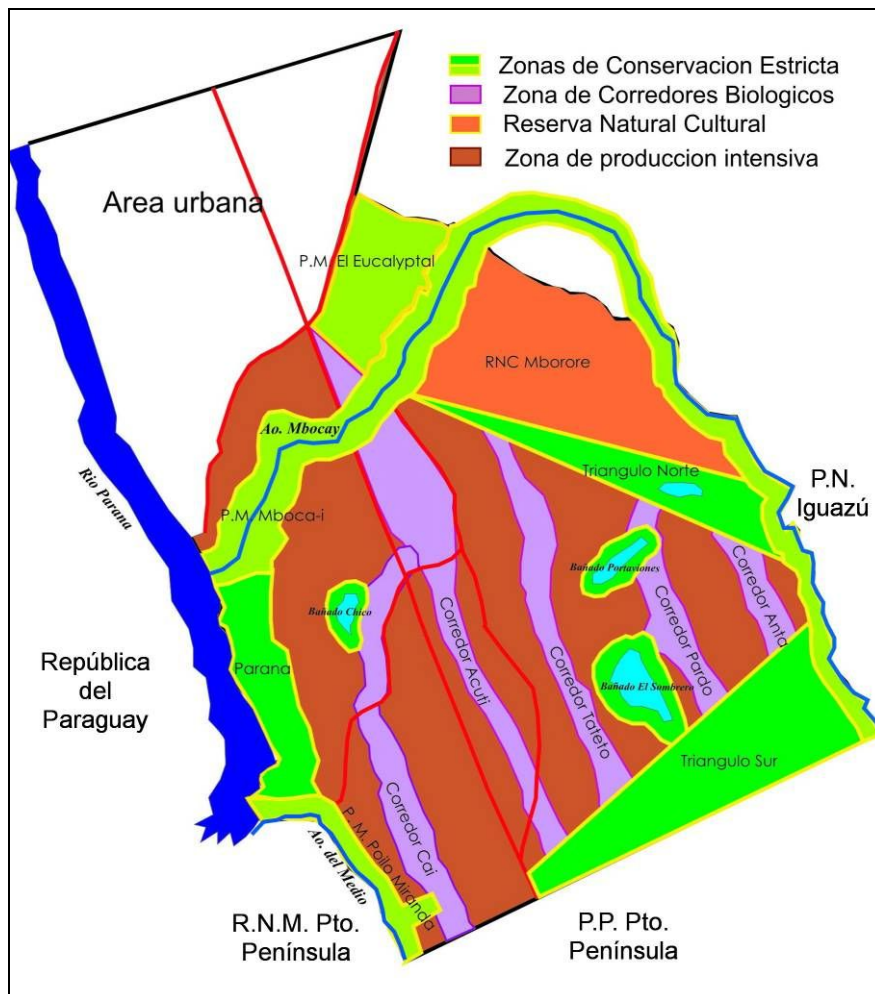 Zonas de Conservacion Estricta
Zona de Corredores Biologicos
Reserva Natural Cultural
Zona de produccion intensiva
Area urbana
P.M. El Eucalyptal
RNC Mborore
Ao. Mbocay
Triangulo Norte
P.N.
Iguazú
Rio Parana
P.M. Mboca-i
Bañado Portaviones
Bañado Chico
Corredor Anta
Corredor Pardo
Corredor Acuti
Corredor Tateto
República
del
Paraguay
Parana
Bañado El Sombrero
Triangulo Sur
Corredor Cai
P. M. Poilo Miranda
Ao. del Medio
R.N.M. Pto.
Península
P.P. Pto.
Península